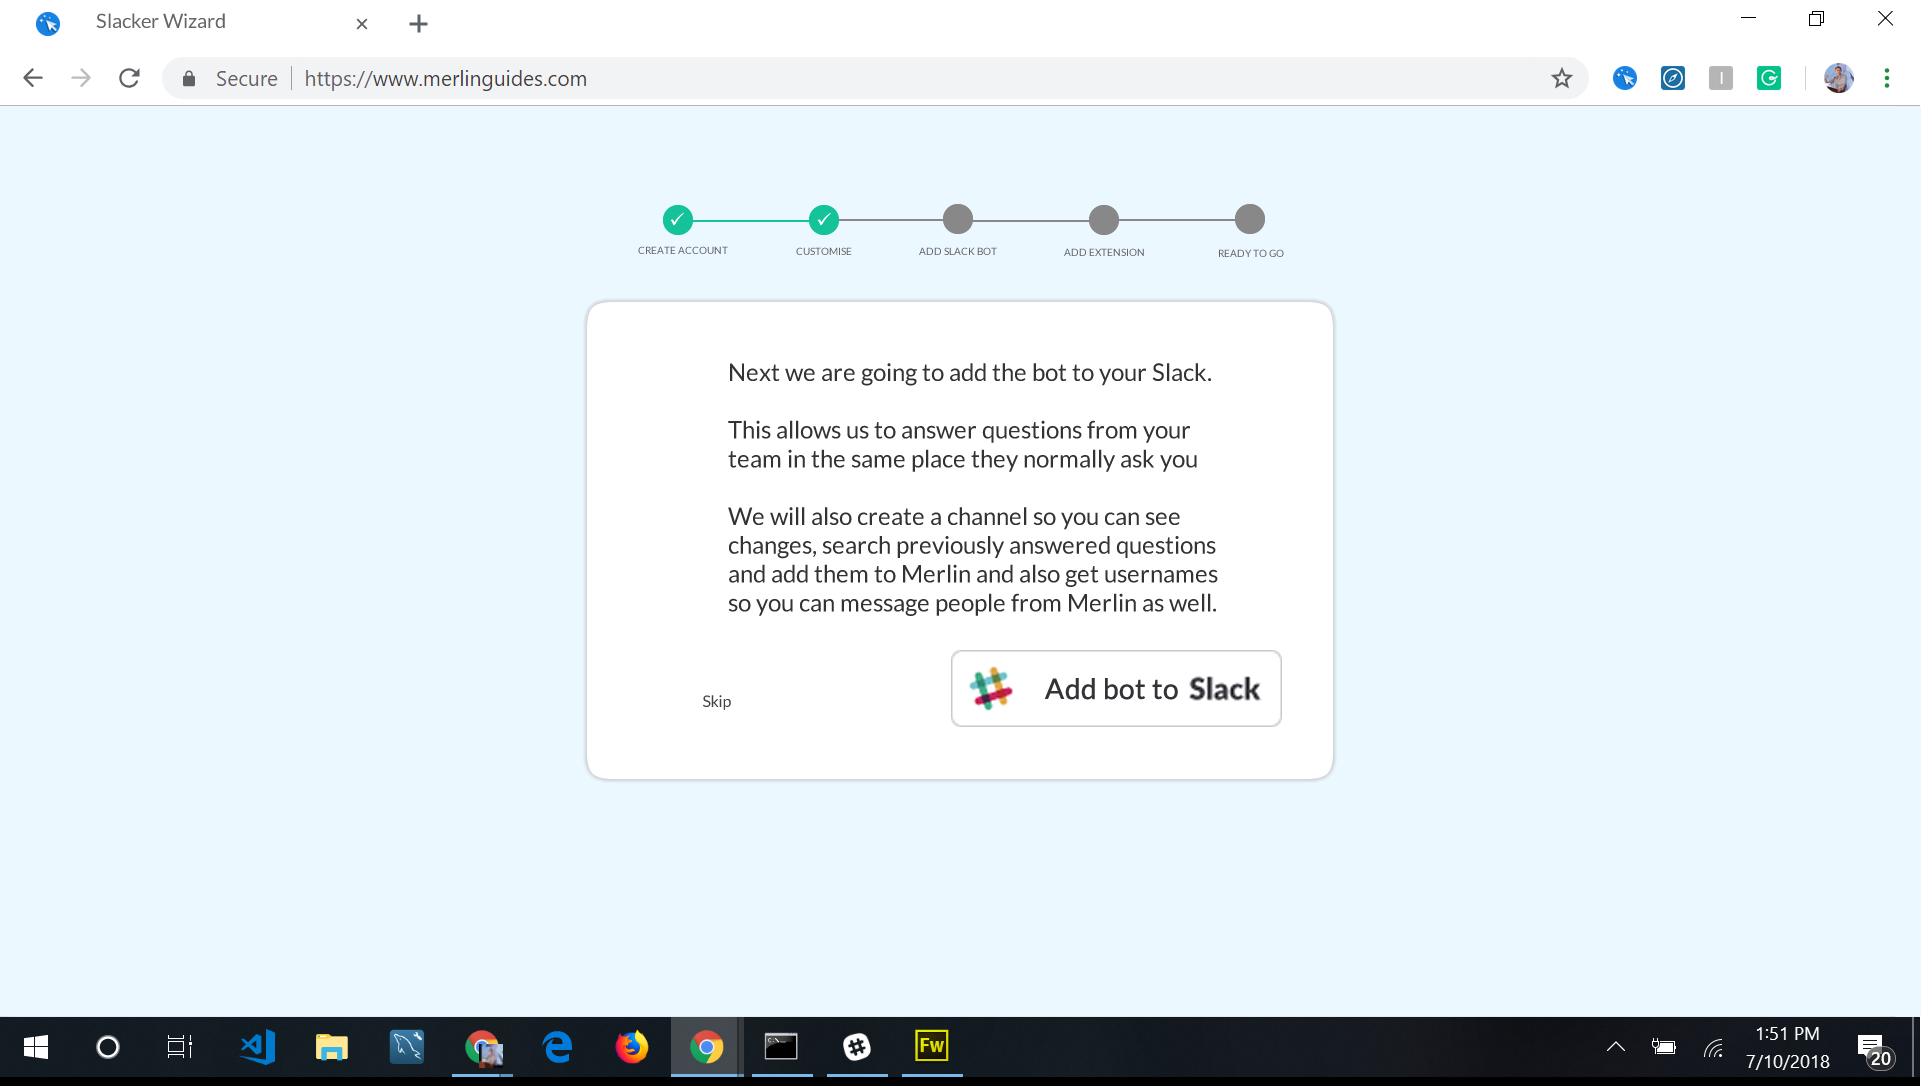 Slacker Wizard
Secure
https://www.merlinguides.com
CREATE ACCOUNT
CUSTOMISE
ADD SLACK BOT
ADD EXTENSION
READY TO GO
Next we are going to add the bot to your Slack.
This allows us to answer questions from your
team in the same place they normally ask you
We will also create a channel so you can see
changes, search previously answered questions
and add them to Merlin and also get usernames
so you can message people from Merlin as well.
Skip
Add bot to Slack
Fw
1:51 PM
7/10/2018
20